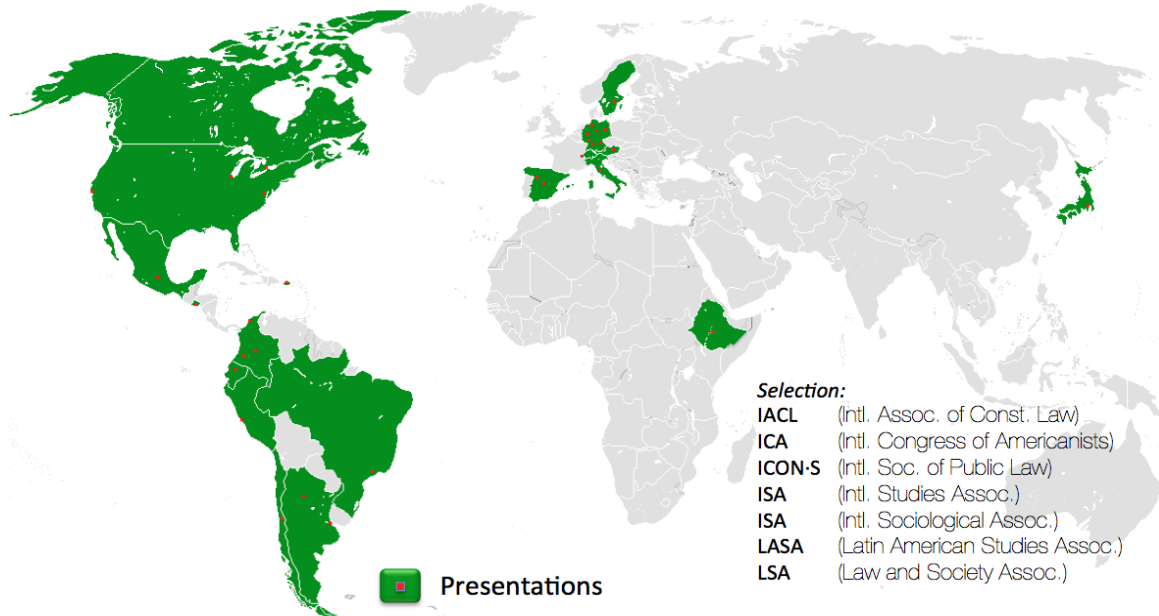 Selection:
IACL (Intl. Assoc. of Const. Law)
ICA (Intl. Congress of Americanists)
ICON·S (Intl. Soc. of Public Law)
ISA (Intl. Studies Assoc.)
ISA (Intl. Sociological Assoc.)
LASA (Latin American Studies Assoc.)
LSA (Law and Society Assoc.)
Presentations